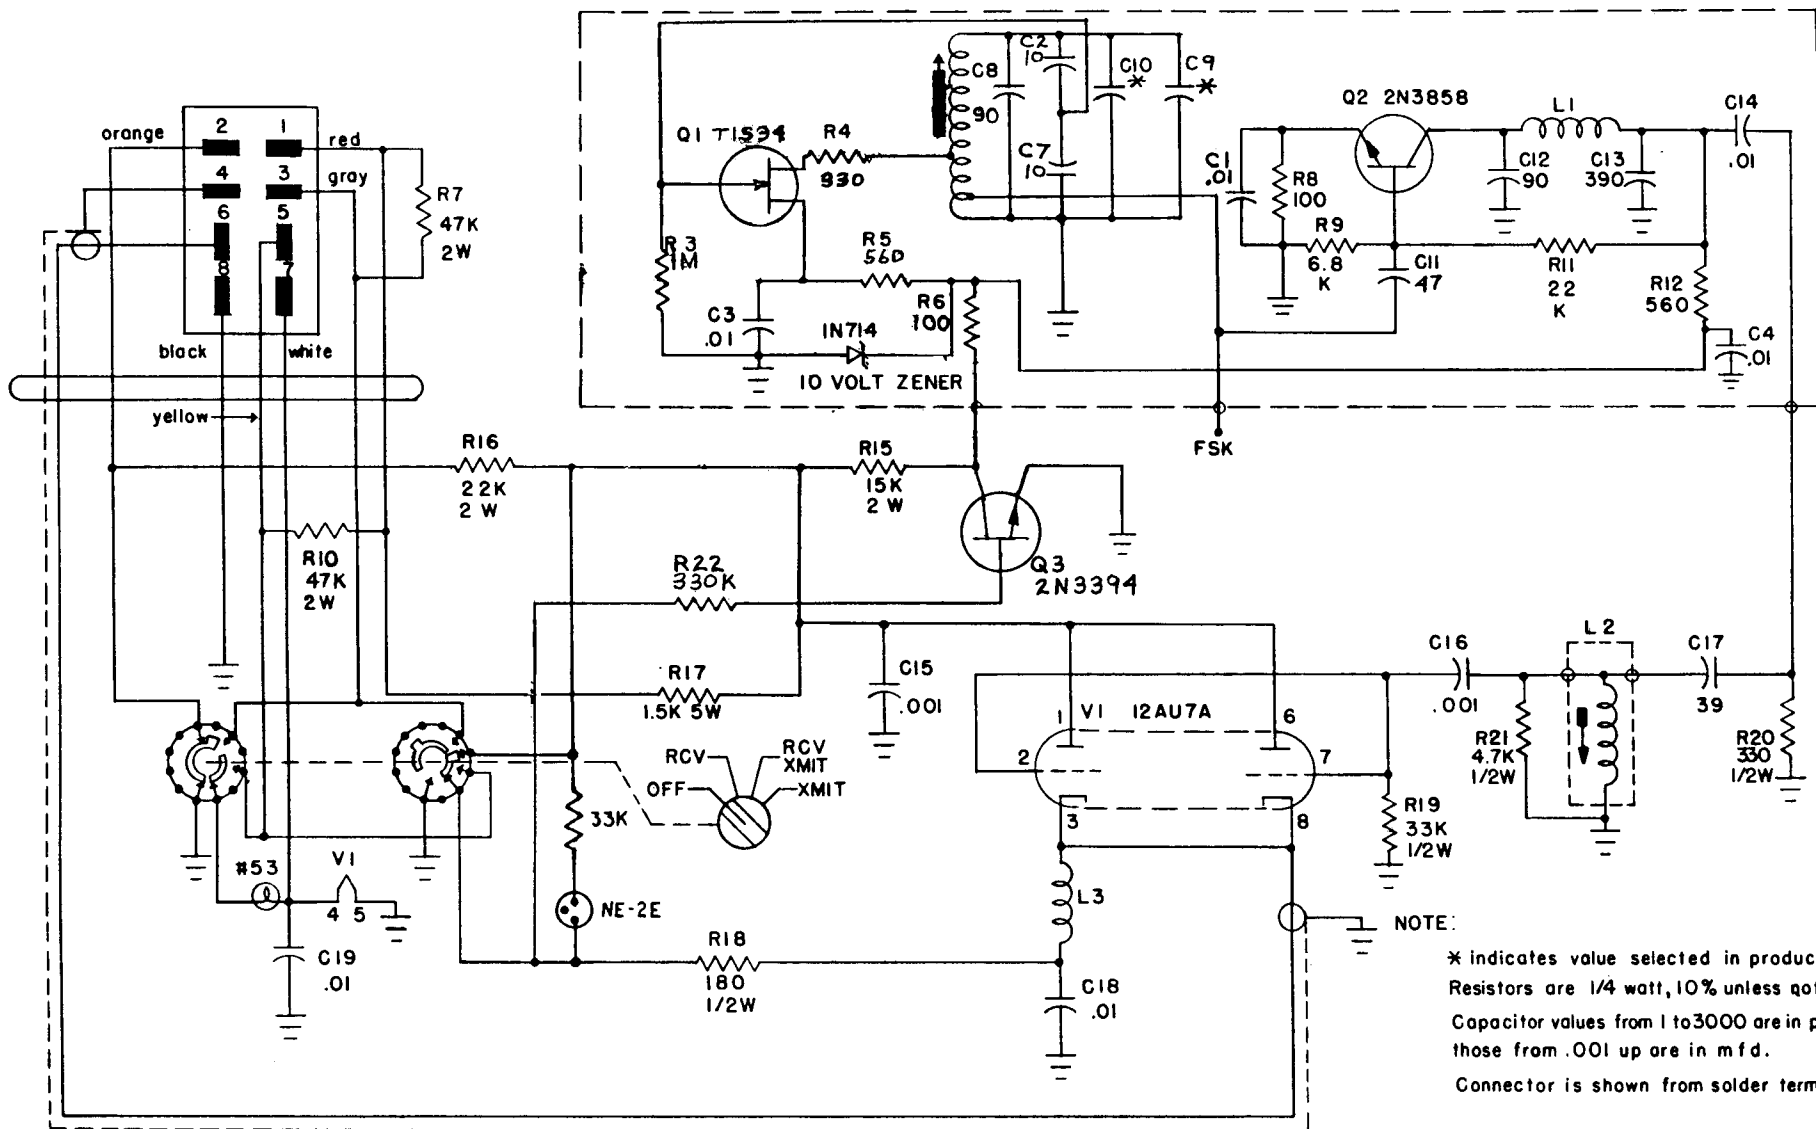 orange
2
1
red
4
3
gray
6
5
8
7
black
white
yellow
R7
47K
2W
Q1 TIS34
R4
330
R3
1M
R5
560
C3
.01
1N714
10 VOLT ZENER
R6
100
C8
90
C2
10
C7
10
C10
*
C9
*
Q2 2N3858
L1
C14
.01
C1
.01
R8
100
R9
6.8
K
C12
90
C13
390
C11
47
R11
22
K
R12
560
C4
.01
FSK
R16
22K
2 W
R15
15K
2 W
R10
47K
2W
R22
330K
Q3
2N3394
R17
1.5K 5W
C15
.001
V1 12AU7A
1
6
2
7
3
8
C16
.001
L2
C17
39
R21
4.7K
1/2W
R20
330
1/2W
R19
33K
1/2W
RCV
RCV
XMIT
OFF
XMIT
33K
#53
V1
4 5
NE-2E
L3
C19
.01
R18
180
1/2W
C18
.01
NOTE:
* indicates value selected in produc
Resistors are 1/4 watt, 10% unless not
Capacitor values from 1 to 3000 are in p
those from .001 up are in mfd.
Connector is shown from solder term